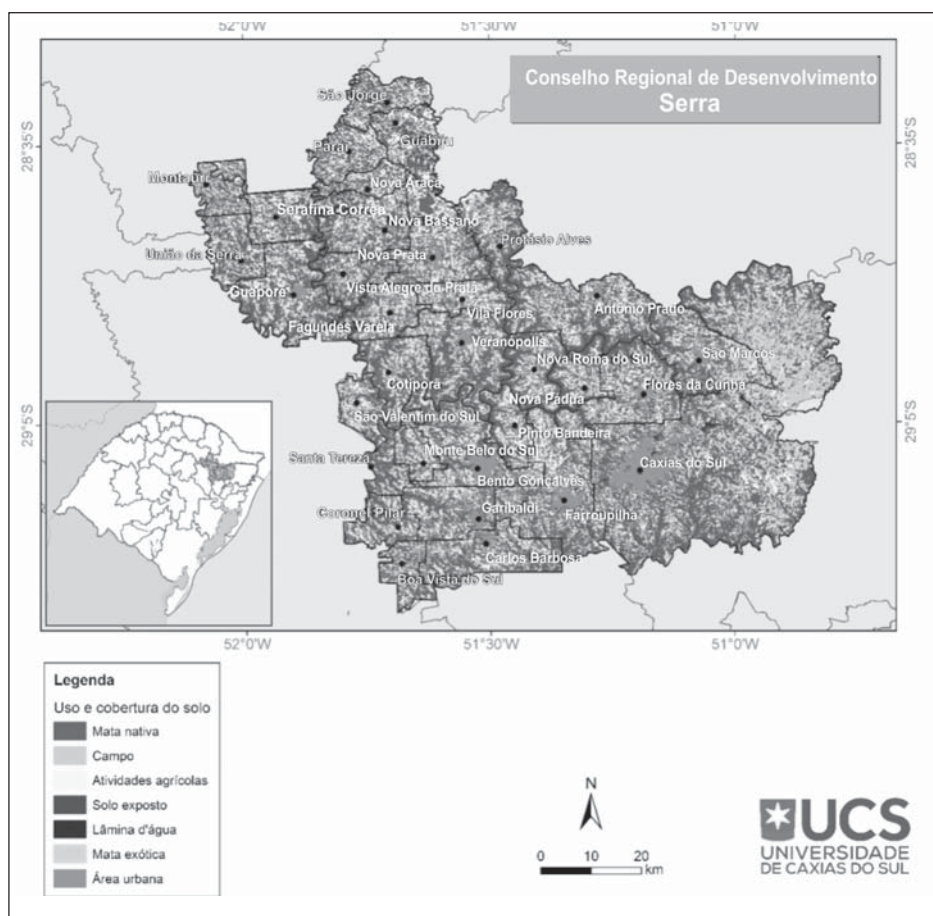 52°0'W
51°30'W
51°0'W
Conselho Regional de Desenvolvimento
Serra
28°35'S
28°35'S
São Jorge
Guabiju
Paraí
Montauri
Nova Araçá
Serafina Corrêa
Nova Bassano
Protásio Alves
União da Serra
Nova Prata
Guaporé
Vista Alegre do Prata
Antônio Prado
Fagundes Varela
Vila Flores
Veranópolis
Nova Roma do Sul
São Marcos
Cotiporã
Nova Pádua
Flores da Cunha
São Valentim do Sul
Pinto Bandeira
29°5'S
29°5'S
Santa Tereza
Monte Belo do Sul
Caxias do Sul
Bento Gonçalves
Coronel Pilar
Garibaldi
Farroupilha
Carlos Barbosa
Boa Vista do Sul
52°0'W
51°30'W
51°0'W
Legenda
Uso e cobertura do solo
Mata nativa
Campo
Atividades agrícolas
Solo exposto
Lâmina d'água
Mata exótica
Área urbana
N
0 10 20
km
UCS
UNIVERSIDADE
DE CAXIAS DO SUL